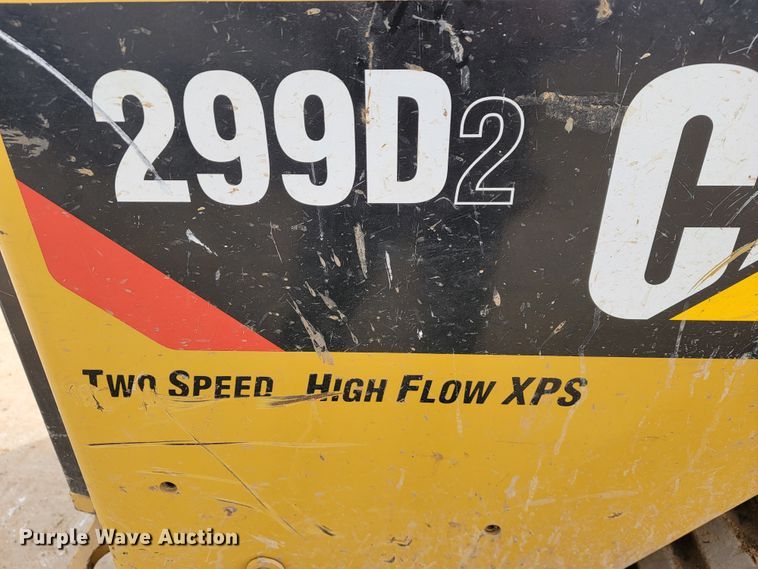 299D2 C
Two Speed High Flow XPS
Purple Wave Auction